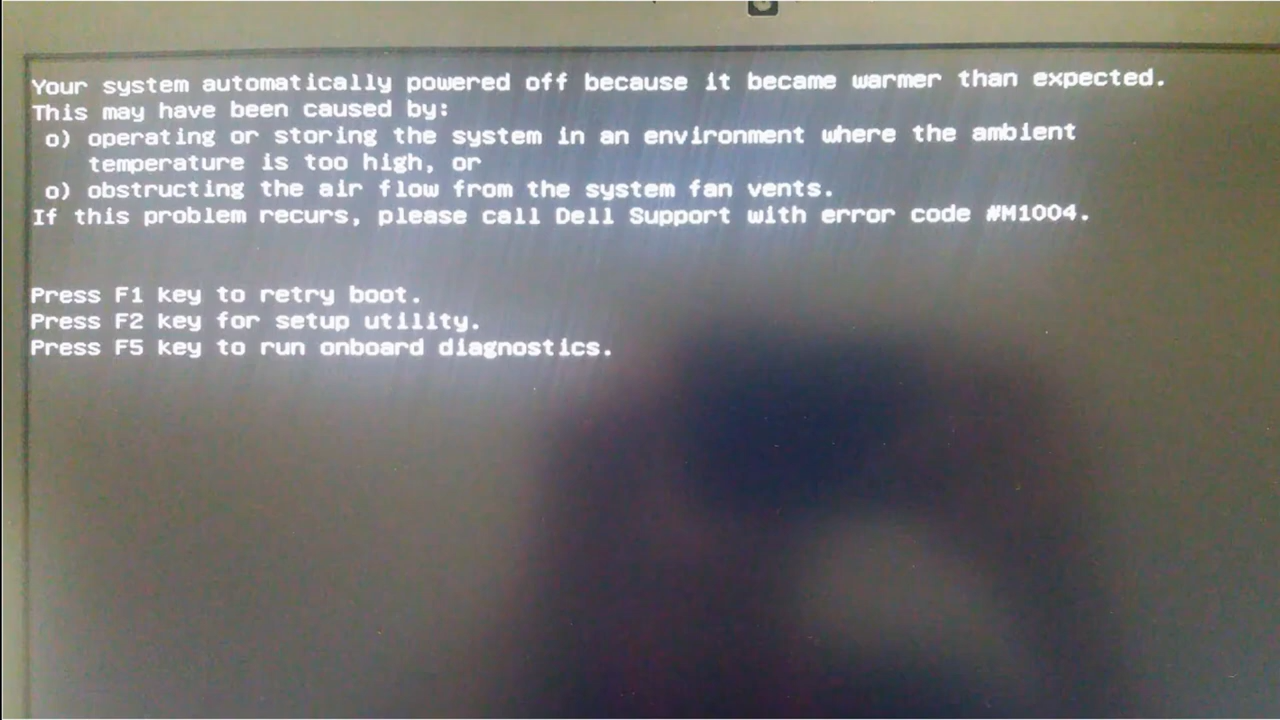 Your system automatically powered off because it became warmer than expected.
This may have been caused by:
o) operating or storing the system in an environment where the ambient
temperature is too high, or
o) obstructing the air flow from the system fan vents.
If this problem recurs, please call Dell Support with error code #M1004.
Press F1 key to retry boot.
Press F2 key for setup utility.
Press F5 key to run onboard diagnostics.